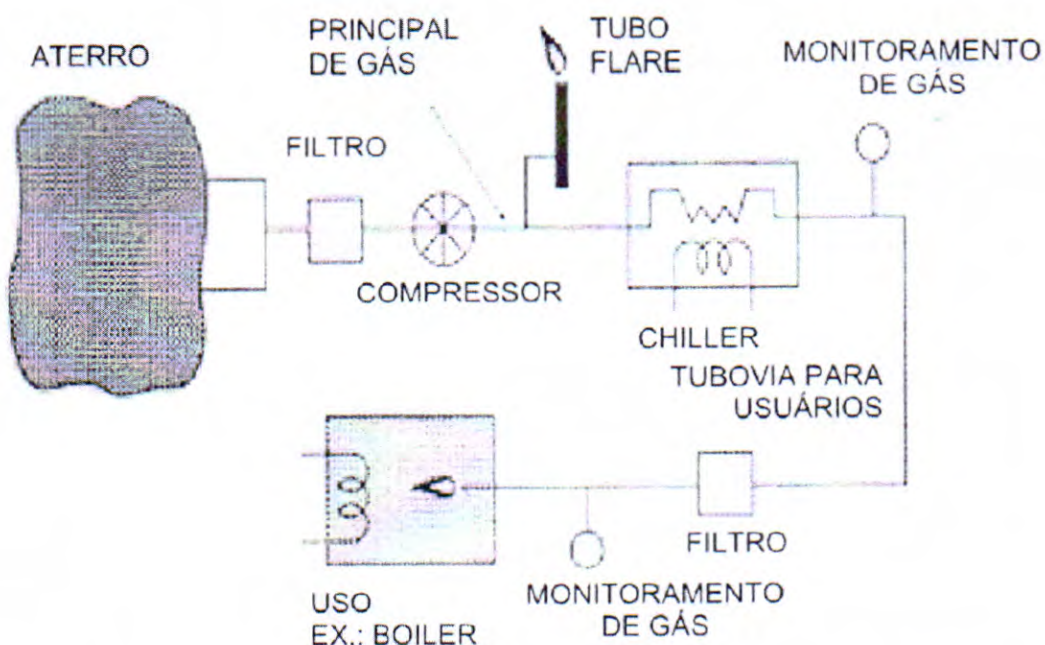 ATERRO
PRINCIPAL
DE GÁS
TUBO
FLARE
MONITORAMENTO
DE GÁS
FILTRO
COMPRESSOR
CHILLER
TUBOVIA PARA
USUÁRIOS
FILTRO
MONITORAMENTO
DE GÁS
USO
EX.: BOILER